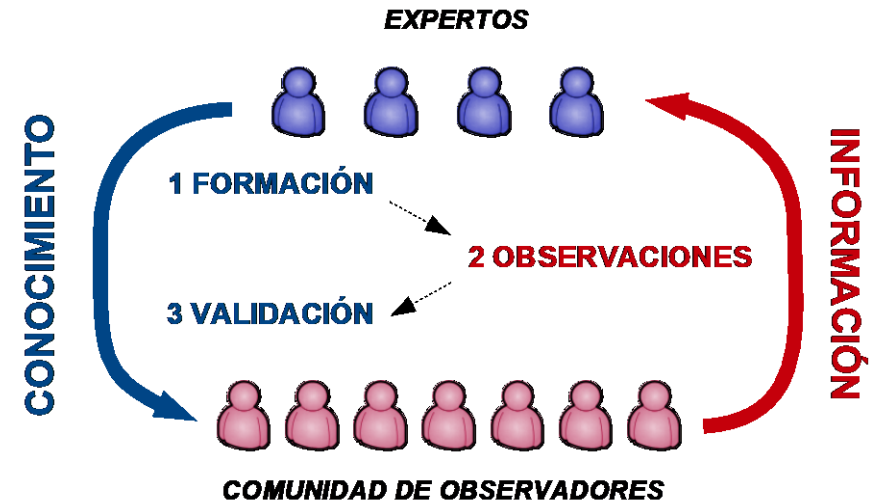 EXPERTOS
CONOCIMIENTO
1 FORMACIÓN
2 OBSERVACIONES
3 VALIDACIÓN
INFORMACIÓN
COMUNIDAD DE OBSERVADORES